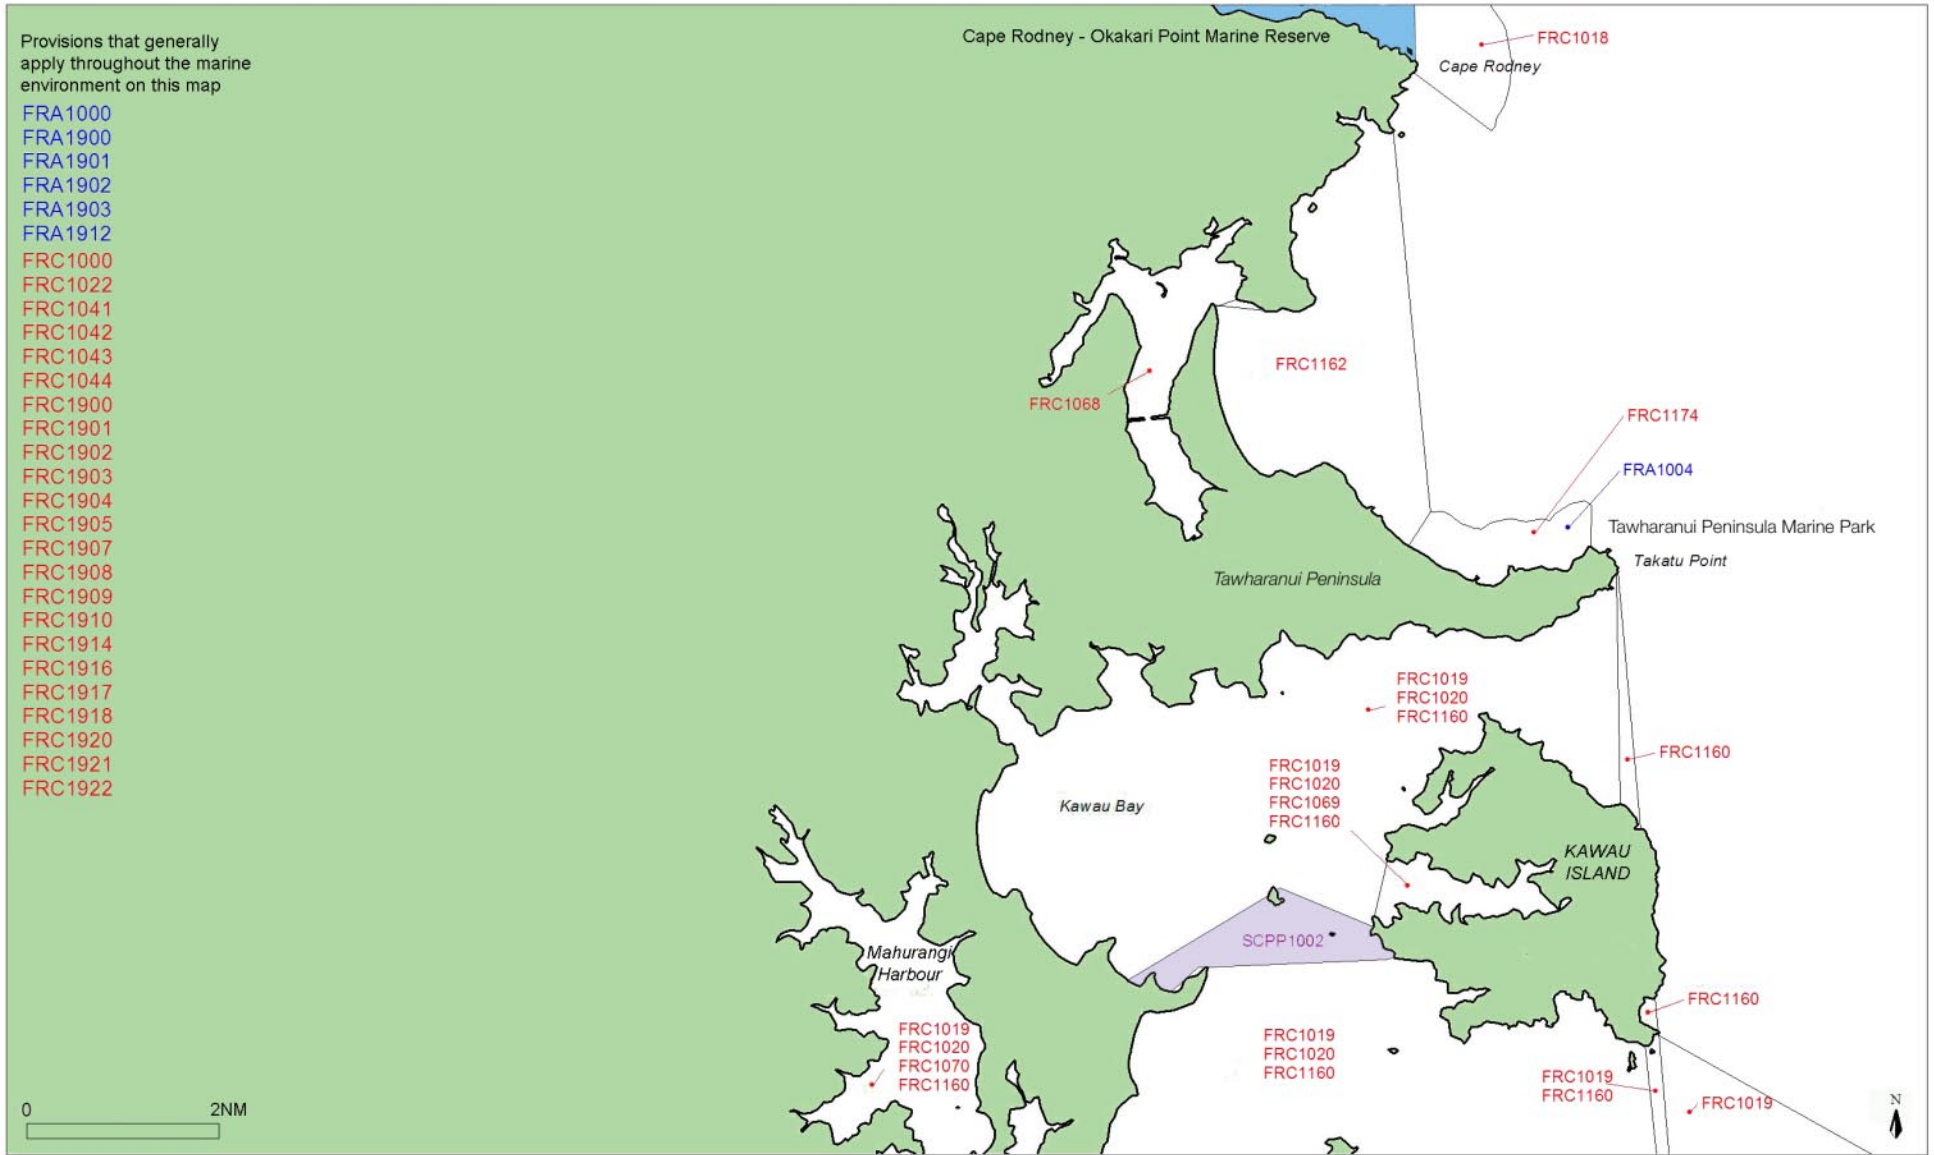 Provisions that generally
apply throughout the marine
environment on this map
FRA1000
FRA1900
FRA1901
FRA1902
FRA1903
FRA1912
FRC1000
FRC1022
FRC1041
FRC1042
FRC1043
FRC1044
FRC1900
FRC1901
FRC1902
FRC1903
FRC1904
FRC1905
FRC1907
FRC1908
FRC1909
FRC1910
FRC1914
FRC1916
FRC1917
FRC1918
FRC1920
FRC1921
FRC1922
Cape Rodney - Okakari Point Marine Reserve
FRC1018
Cape Rodney
FRC1162
FRC1068
FRC1174
FRA1004
Tawharanui Peninsula Marine Park
Takatu Point
Tawharanui Peninsula
FRC1019
FRC1020
FRC1160
FRC1160
FRC1019
FRC1020
FRC1069
FRC1160
Kawau Bay
KAWAU
ISLAND
SCPP1002
Mahurangi
Harbour
FRC1160
FRC1019
FRC1020
FRC1070
FRC1160
FRC1019
FRC1020
FRC1160
FRC1019
FRC1160
FRC1019
0 2NM
N